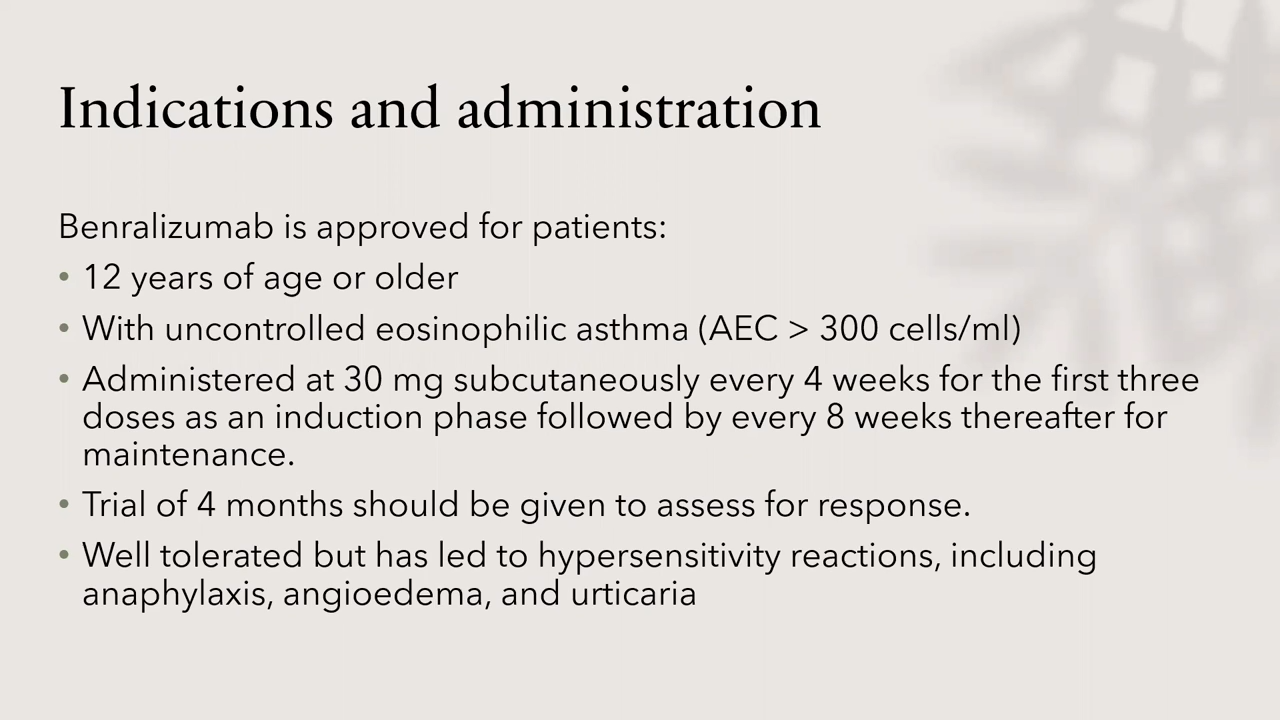 Indications and administration
Benralizumab is approved for patients:
• 12 years of age or older
• With uncontrolled eosinophilic asthma (AEC > 300 cells/ml)
• Administered at 30 mg subcutaneously every 4 weeks for the first three
doses as an induction phase followed by every 8 weeks thereafter for
maintenance.
• Trial of 4 months should be given to assess for response.
• Well tolerated but has led to hypersensitivity reactions, including
anaphylaxis, angioedema, and urticaria